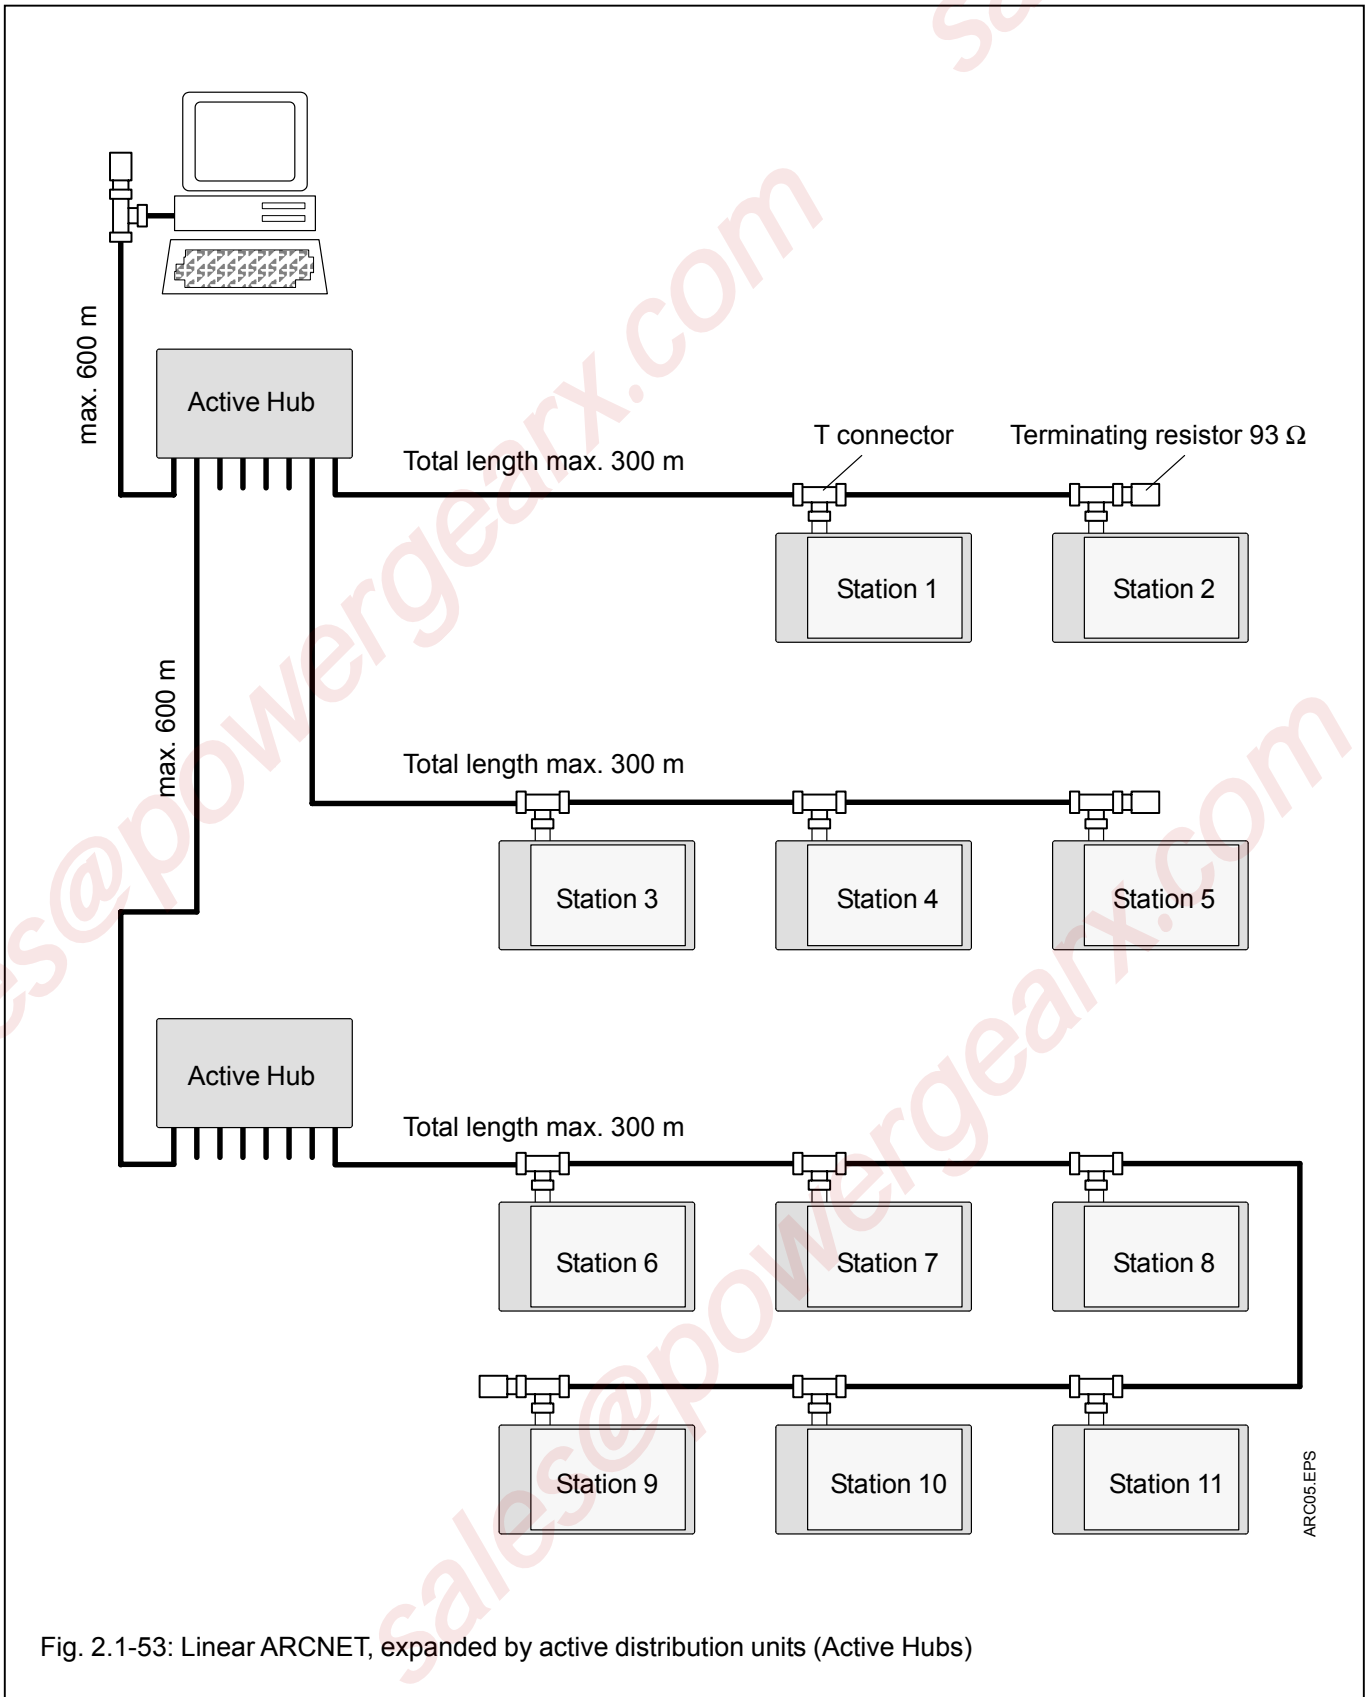 max. 600 m
Active Hub
T connector
Terminating resistor 93 Ω
Total length max. 300 m
Station 1
Station 2
max. 600 m
Total length max. 300 m
Station 3
Station 4
Station 5
Active Hub
Total length max. 300 m
Station 6
Station 7
Station 8
Station 9
Station 10
Station 11
ARC05.EPS
Fig. 2.1-53: Linear ARCNET, expanded by active distribution units (Active Hubs)
sales@powergearx.com
sales@powergearx.com
sa